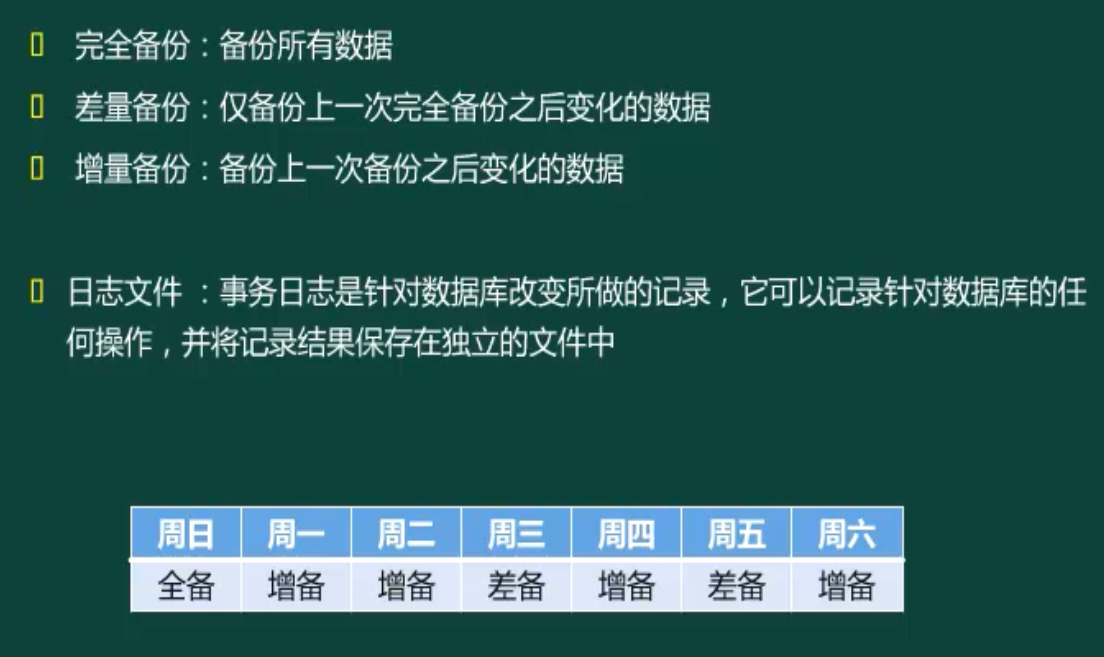 完全备份：备份所有数据
差量备份：仅备份上一次完全备份之后变化的数据
增量备份：备份上一次备份之后变化的数据
日志文件 ：事务日志是针对数据库改变所做的记录，它可以记录针对数据库的任
何操作，并将记录结果保存在独立的文件中
周日 周一 周二 周三 周四 周五 周六
全备 增备 增备 差备 增备 差备 增备